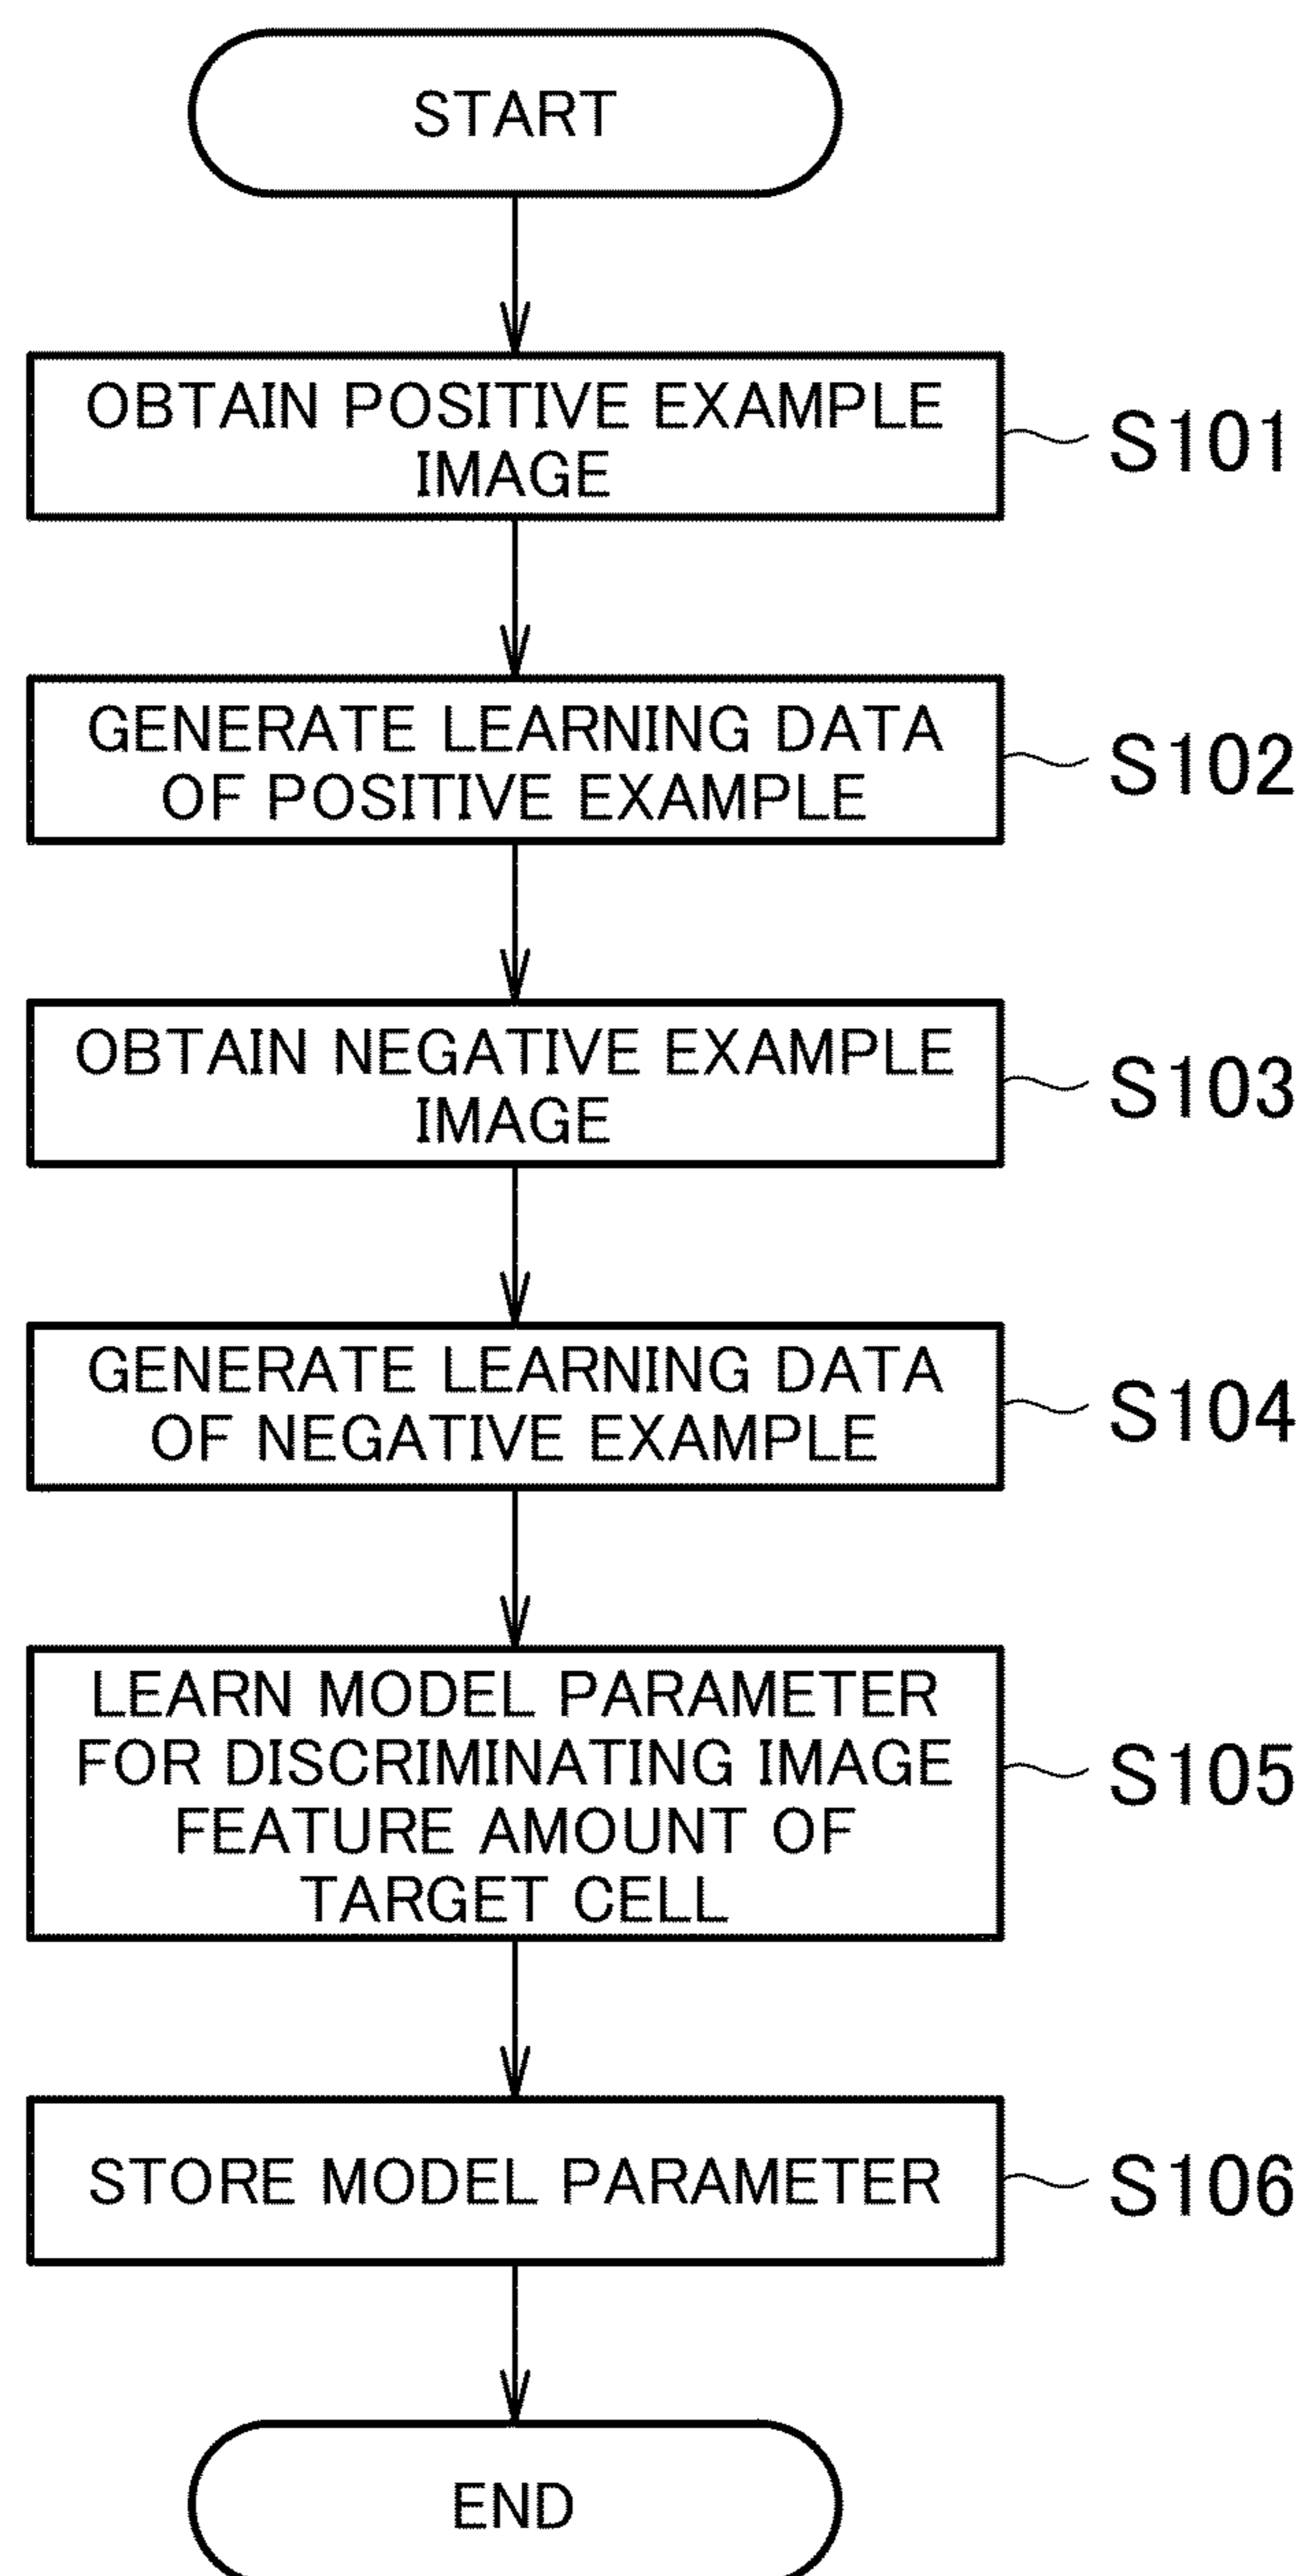 START
OBTAIN POSITIVE EXAMPLE
IMAGE
S101
GENERATE LEARNING DATA
OF POSITIVE EXAMPLE
S102
OBTAIN NEGATIVE EXAMPLE
IMAGE
S103
GENERATE LEARNING DATA
OF NEGATIVE EXAMPLE
S104
LEARN MODEL PARAMETER
FOR DISCRIMINATING IMAGE
FEATURE AMOUNT OF
TARGET CELL
S105
STORE MODEL PARAMETER
S106
END